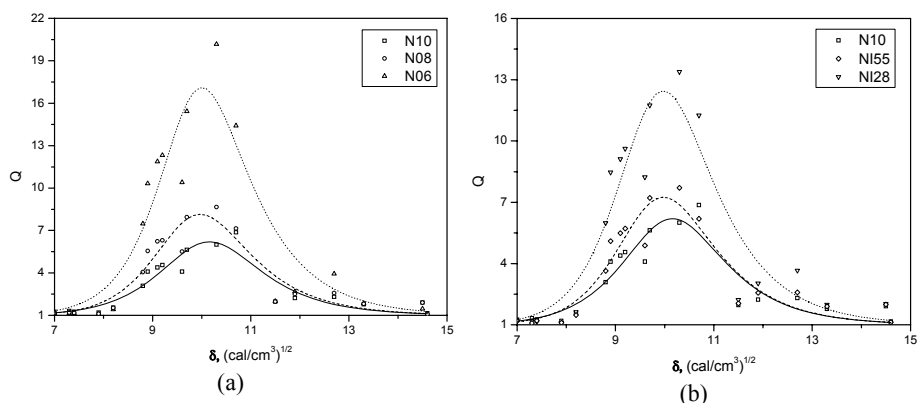 22
19
16
13
10
7
4
1
Q
N10
N08
N06
7 9 11 13 15
δ, (cal/cm³)^1/2
(a)
16
13
10
7
4
1
Q
N10
NI55
NI28
7 9 11 13 15
δ, (cal/cm³)^1/2
(b)